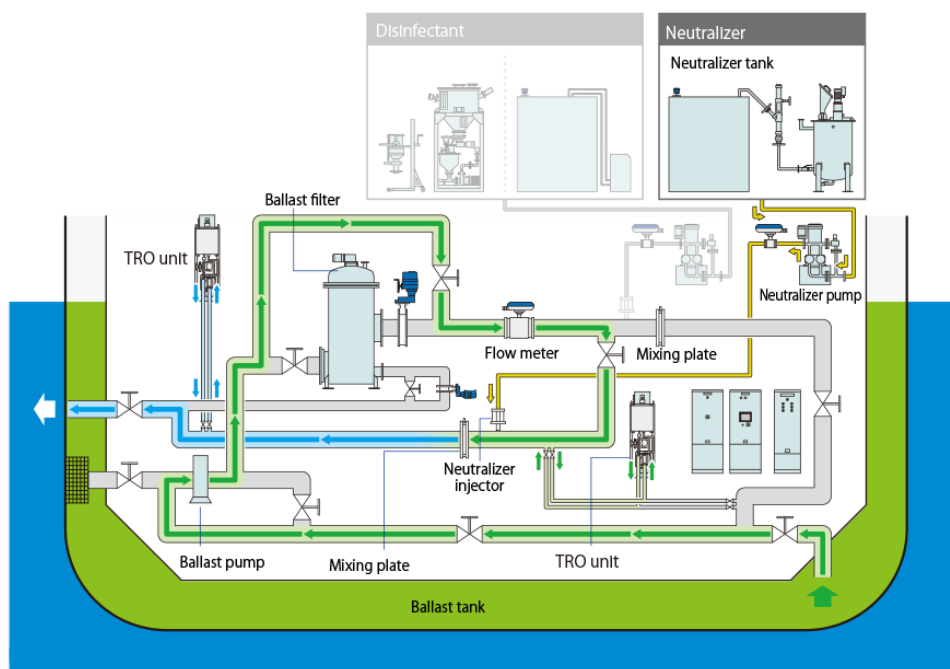 Disinfectant
Neutralizer
Neutralizer tank
Ballast filter
TRO unit
Neutralizer pump
Flow meter
Mixing plate
Neutralizer
injector
Ballast pump
Mixing plate
TRO unit
Ballast tank